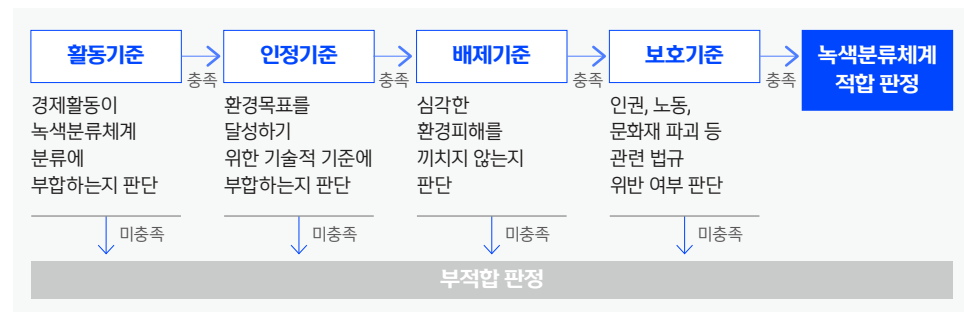 활동기준
충족
인정기준
충족
배제기준
충족
보호기준
충족
녹색분류체계
적합 판정
경제활동이
녹색분류체계
분류에
부합하는지 판단
환경목표를
달성하기
위한 기술적 기준에
부합하는지 판단
심각한
환경피해를
끼치지 않는지
판단
인권, 노동,
문화재 파괴 등
관련 법규
위반 여부 판단
미충족
미충족
미충족
미충족
부적합 판정